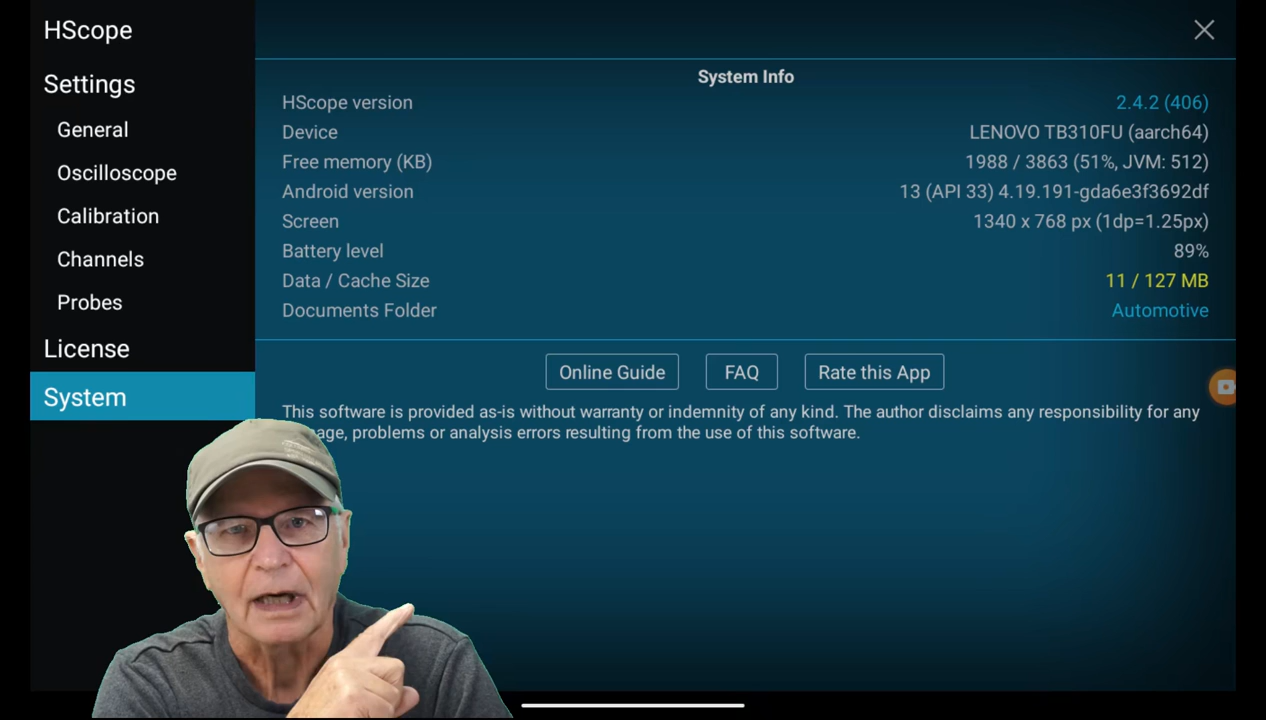 HScope
Settings
General
Oscilloscope
Calibration
Channels
Probes
License
System
System Info
HScope version 2.4.2 (406)
Device LENOVO TB310FU (aarch64)
Free memory (KB) 1988 / 3863 (51%, JVM: 512)
Android version 13 (API 33) 4.19.191-gda6e3f3692df
Screen 1340 x 768 px (1dp=1.25px)
Battery level 89%
Data / Cache Size 11 / 127 MB
Documents Folder Automotive
Online Guide FAQ Rate this App
This software is provided as-is without warranty or indemnity of any kind. The author disclaims any responsibility for any
problems or analysis errors resulting from the use of this software.